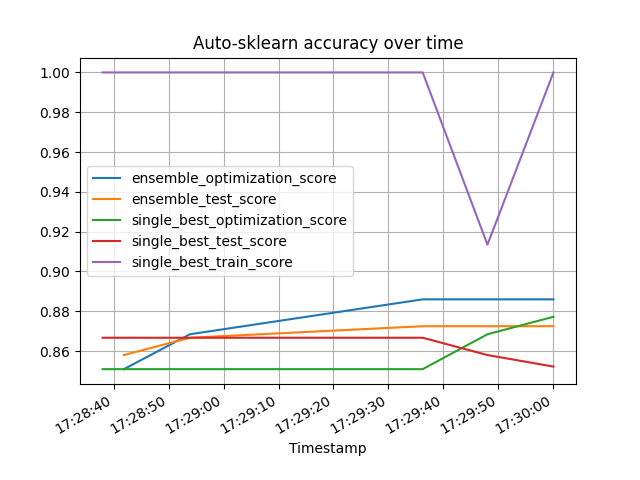 Auto-sklearn accuracy over time
1.00
0.98
0.96
0.94
0.92
0.90
0.88
0.86
ensemble_optimization_score
ensemble_test_score
single_best_optimization_score
single_best_test_score
single_best_train_score
17:28:40
17:28:50
17:29:00
17:29:10
17:29:20
17:29:30
17:29:40
17:29:50
17:30:00
Timestamp